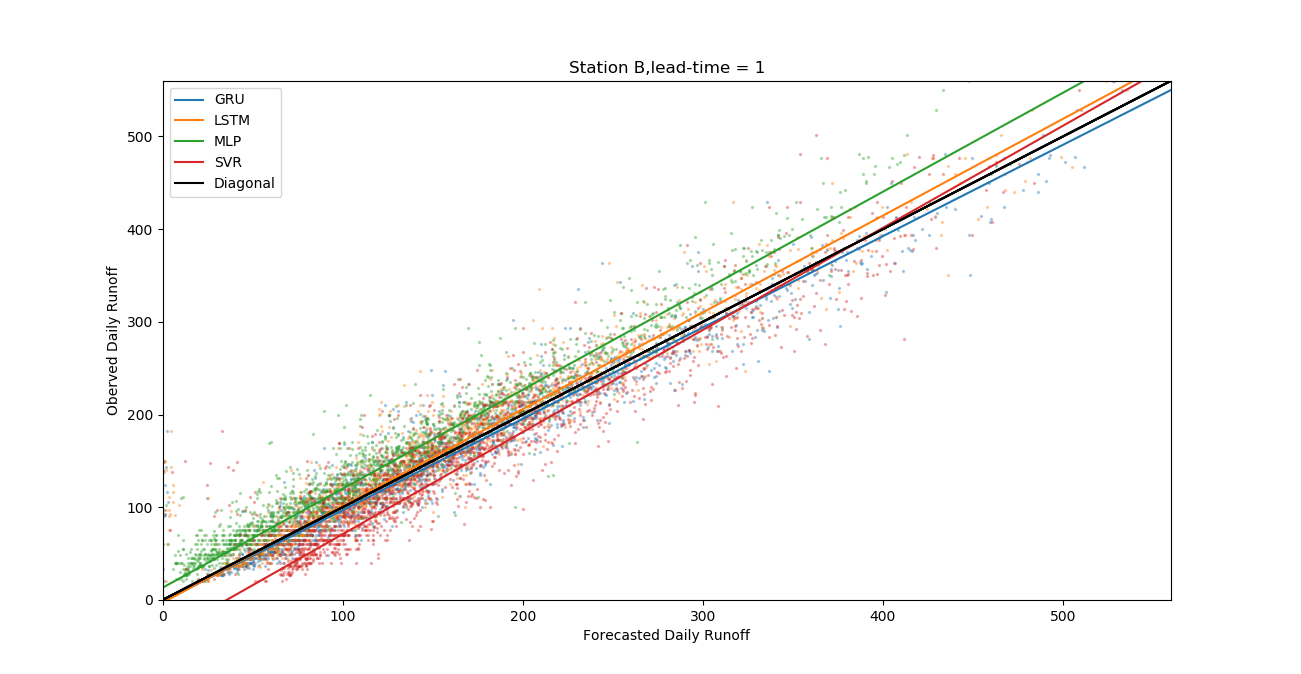 Station B,lead-time = 1
GRU
LSTM
MLP
SVR
Diagonal
Oberved Daily Runoff
500
400
300
200
100
0
0 100 200 300 400 500
Forecasted Daily Runoff